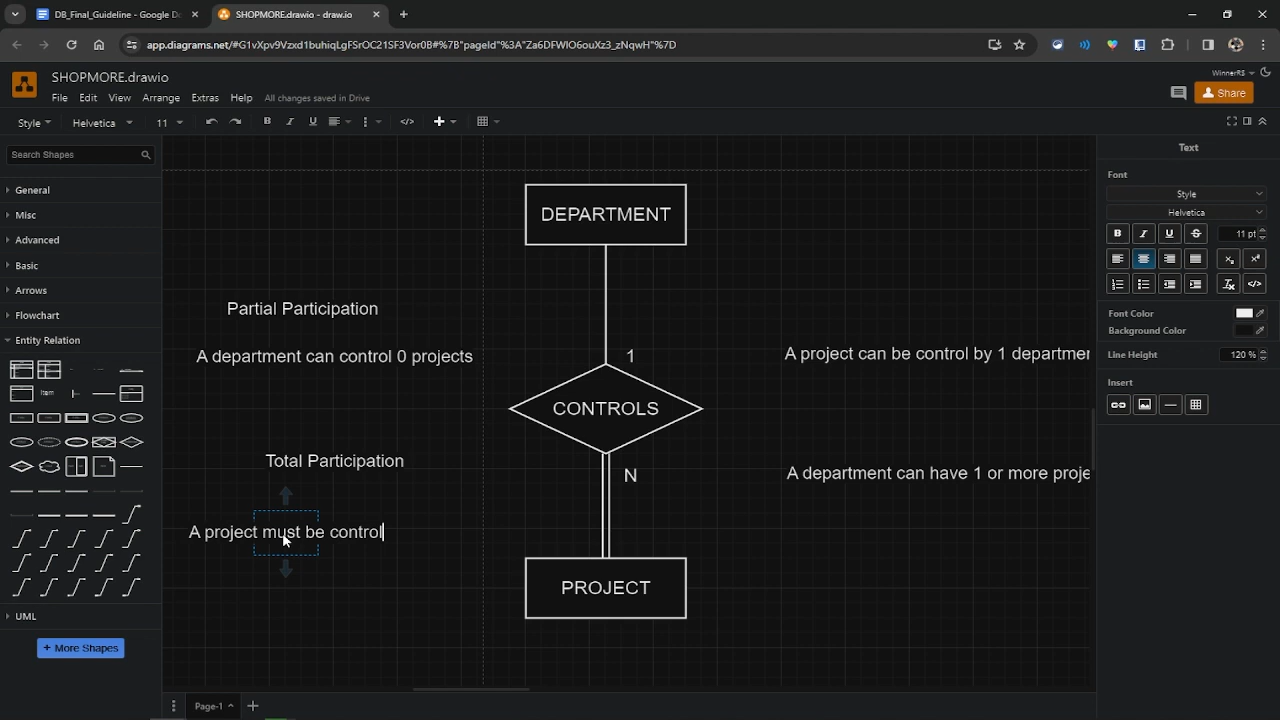 DB_Final_Guideline - Google Do
SHOPMORE.drawio - draw.io
app.diagrams.net/#G1vXpv9Vzxd1buhiqLgFSrOC21SF3Vor0B#%7B"pageId"%3A"Za6DFWIO6ouXz3_zNqwH"%7D
SHOPMORE.drawio
WinnerRS
File Edit View Arrange Extras Help All changes saved in Drive
Share
Style Helvetica 11
Search Shapes
General
Misc
Advanced
Basic
Arrows
Flowchart
Entity Relation
Item
UML
+ More Shapes
DEPARTMENT
Partial Participation
A department can control 0 projects
1
A project can be control by 1 departmen
CONTROLS
Total Participation
N
A department can have 1 or more proje
A project must be control
PROJECT
Page-1
Text
Font
Style
Helvetica
B I U S 11 pt
Font Color
Background Color
Line Height 120 %
Insert